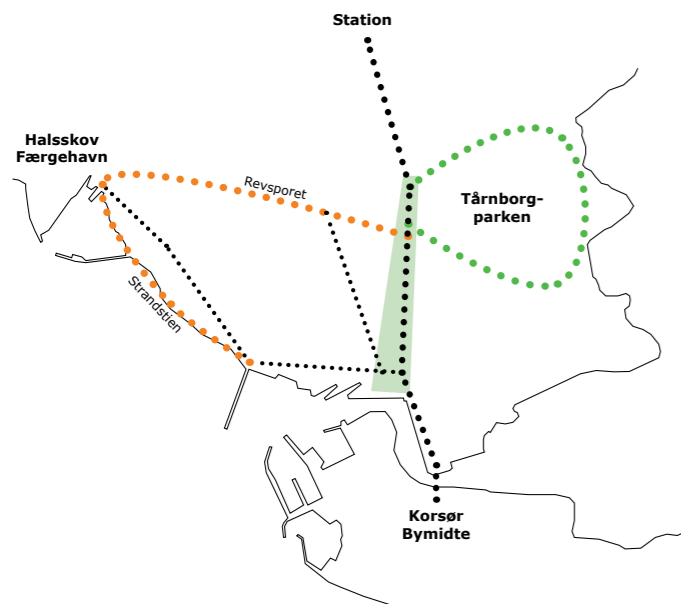 Station
Halsskov
Færgehavn
Revsporet
Tårnborg-
parken
Strandstien
Korsør
Bymidte